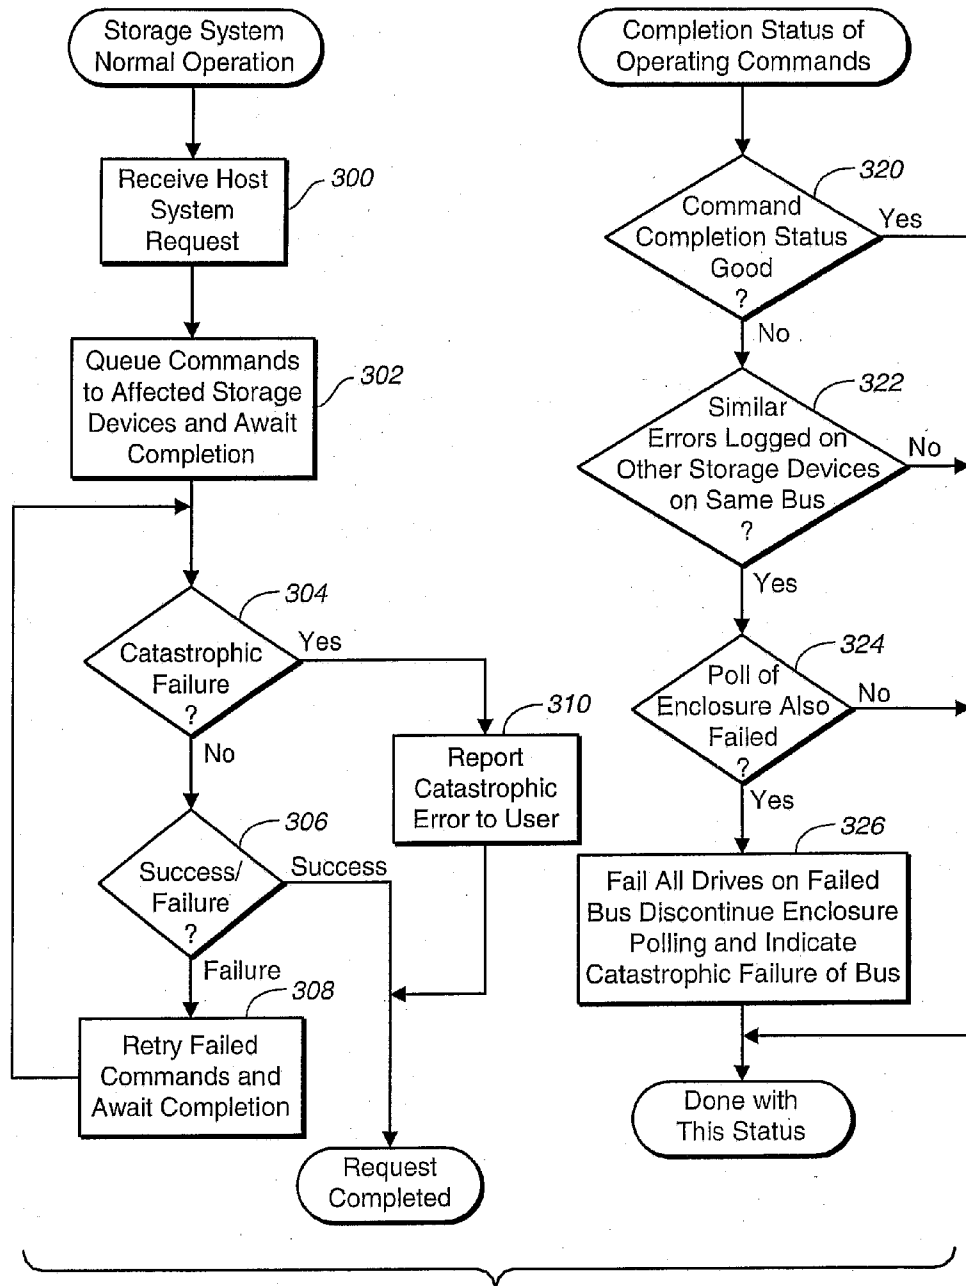 Storage System
Normal Operation
300
Receive Host
System
Request
302
Queue Commands
to Affected Storage
Devices and Await
Completion
304
Catastrophic
Failure
?
Yes
No
310
Report
Catastrophic
Error to User
306
Success/
Failure
?
Success
Failure
308
Retry Failed
Commands and
Await Completion
Request
Completed
Completion Status of
Operating Commands
320
Command
Completion Status
Good
?
Yes
No
322
Similar
Errors Logged on
Other Storage Devices
on Same Bus
?
No
Yes
324
Poll of
Enclosure Also
Failed
?
No
Yes
326
Fail All Drives on Failed
Bus Discontinue Enclosure
Polling and Indicate
Catastrophic Failure of Bus
Done with
This Status